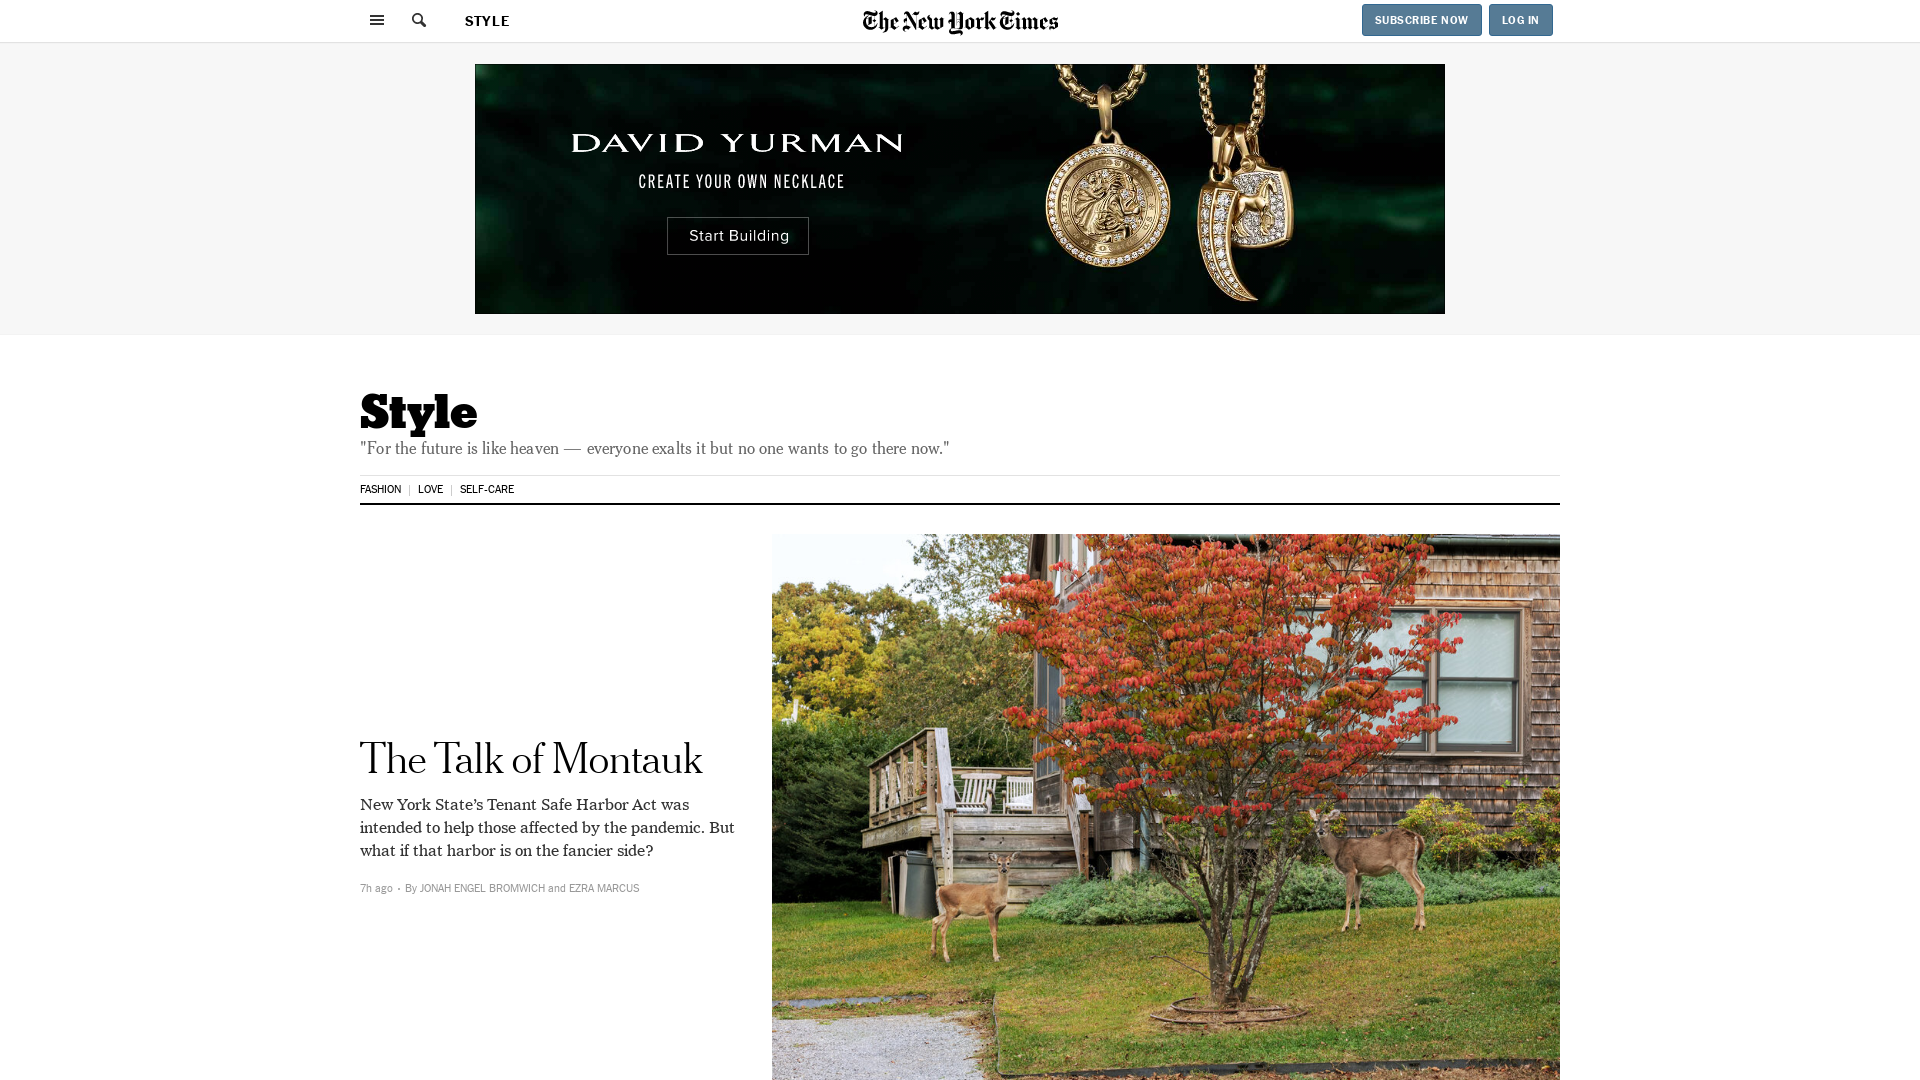 STYLE
The New York Times
SUBSCRIBE NOW
LOG IN
DAVID YURMAN
CREATE YOUR OWN NECKLACE
Start Building
Style
"For the future is like heaven — everyone exalts it but no one wants to go there now."
FASHION
LOVE
SELF-CARE
The Talk of Montauk
New York State’s Tenant Safe Harbor Act was
intended to help those affected by the pandemic. But
what if that harbor is on the fancier side?
7h ago • By JONAH ENGEL BROMWICH and EZRA MARCUS